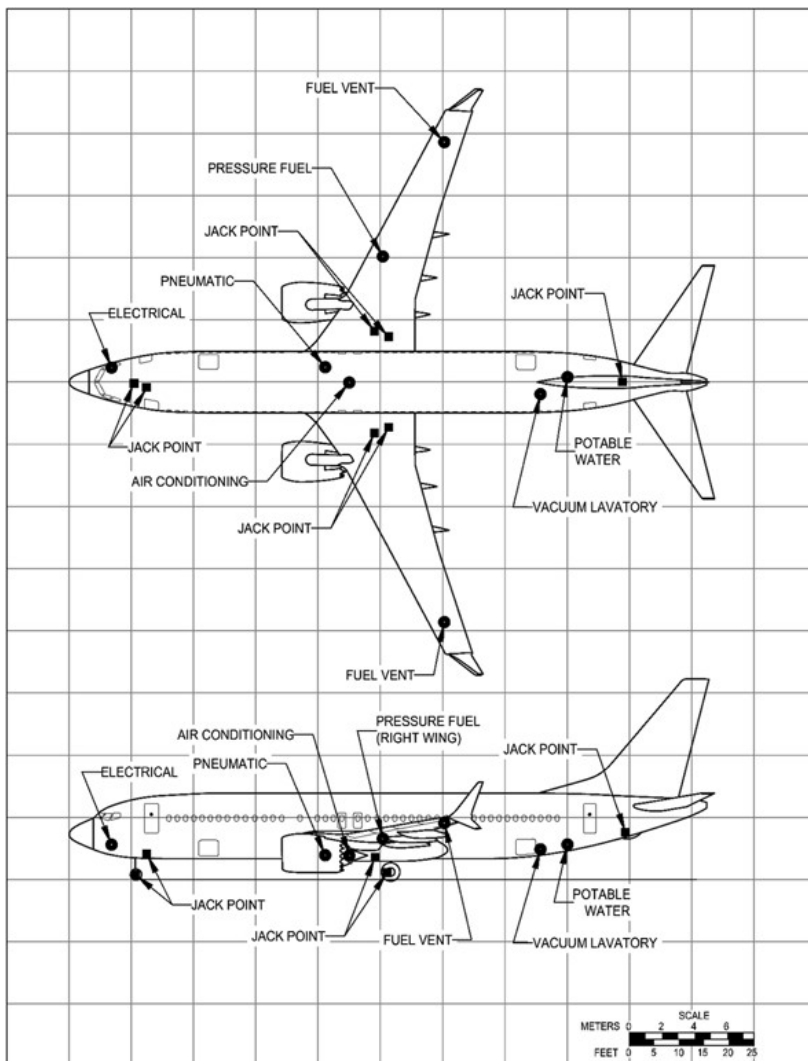 FUEL VENT
PRESSURE FUEL
JACK POINT
PNEUMATIC
ELECTRICAL
JACK POINT
JACK POINT
AIR CONDITIONING
POTABLE
WATER
JACK POINT
VACUUM LAVATORY
FUEL VENT
PRESSURE FUEL
(RIGHT WING)
AIR CONDITIONING
JACK POINT
PNEUMATIC
ELECTRICAL
JACK POINT
POTABLE
WATER
JACK POINT
FUEL VENT
VACUUM LAVATORY
SCALE
METERS 0 2 4 6
FEET 0 5 10 15 20 25